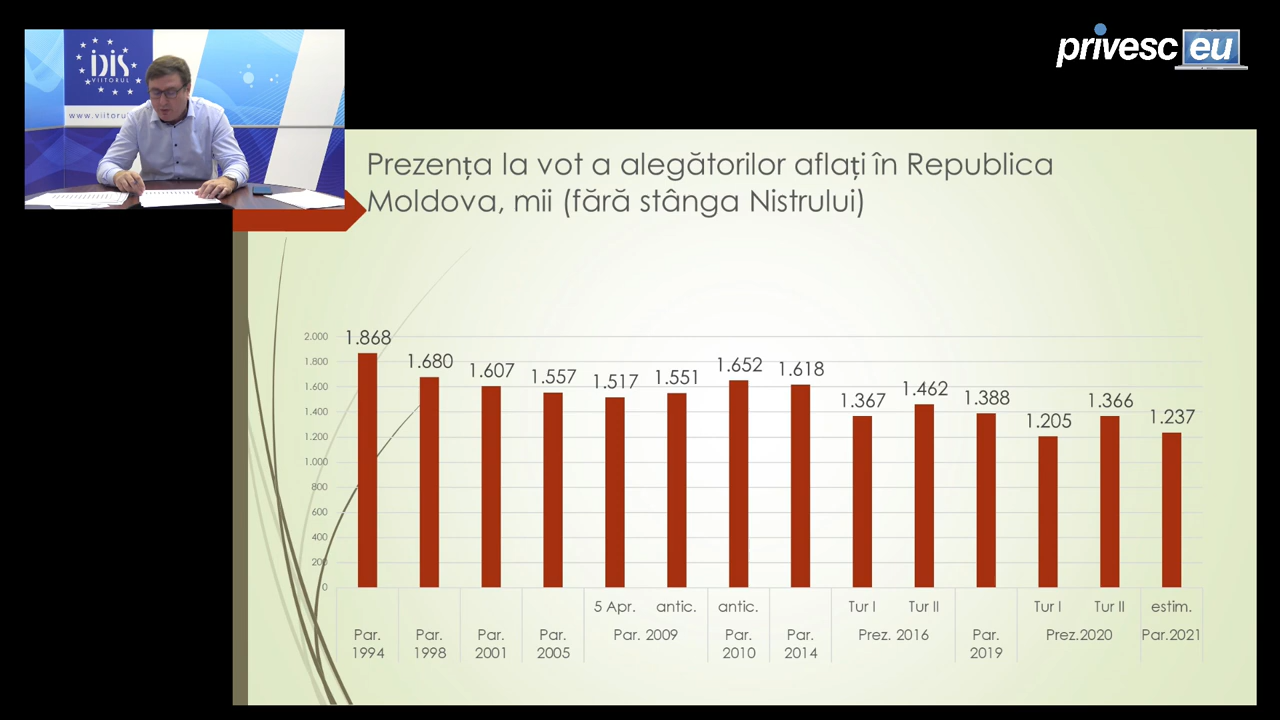 privesc eu
IDIS
VIITORUL
www.viitoru
Prezența la vot a alegătorilor aflați în Republica
Moldova, mii (fără stânga Nistrului)
2.000
1.800
1.600
1.400
1.200
1.000
800
600
400
200
0
1.868
1.680
1.607
1.557
1.517
1.551
1.652
1.618
1.367
1.462
1.388
1.205
1.366
1.237
5 Apr. antic. antic. Tur I Tur II Tur I Tur II estim.
Par. Par. Par. Par. Par. 2009 Par. Par. Prez. 2016 Par. Prez.2020 Par.2021
1994 1998 2001 2005 2010 2014 2019